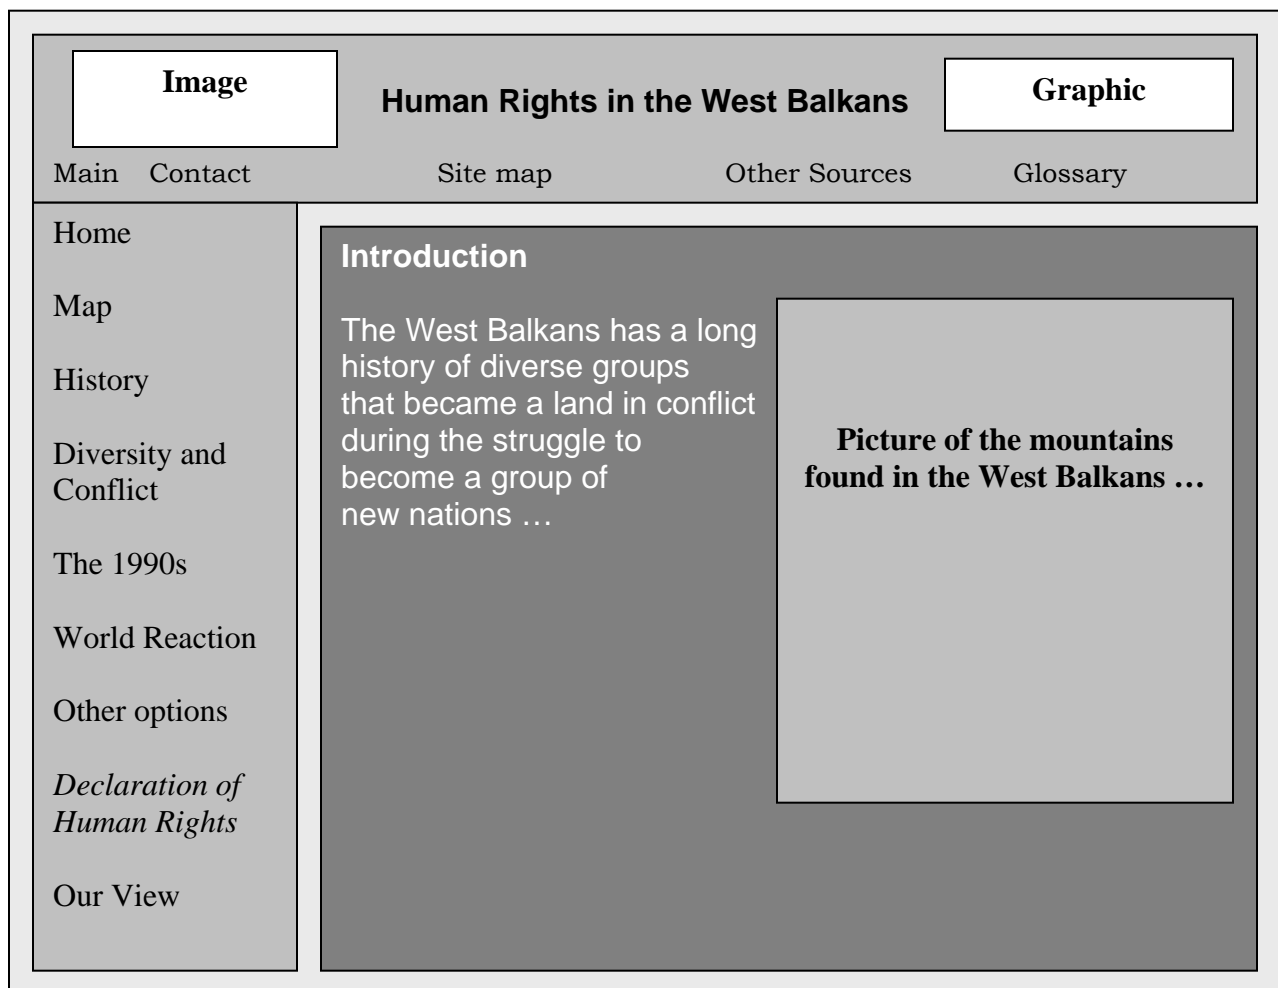 Image
Human Rights in the West Balkans
Graphic
Main Contact Site map Other Sources Glossary
Home
Map
History
Diversity and
Conflict
The 1990s
World Reaction
Other options
Declaration of
Human Rights
Our View
Introduction
The West Balkans has a long
history of diverse groups
that became a land in conflict
during the struggle to
become a group of
new nations …
Picture of the mountains
found in the West Balkans …